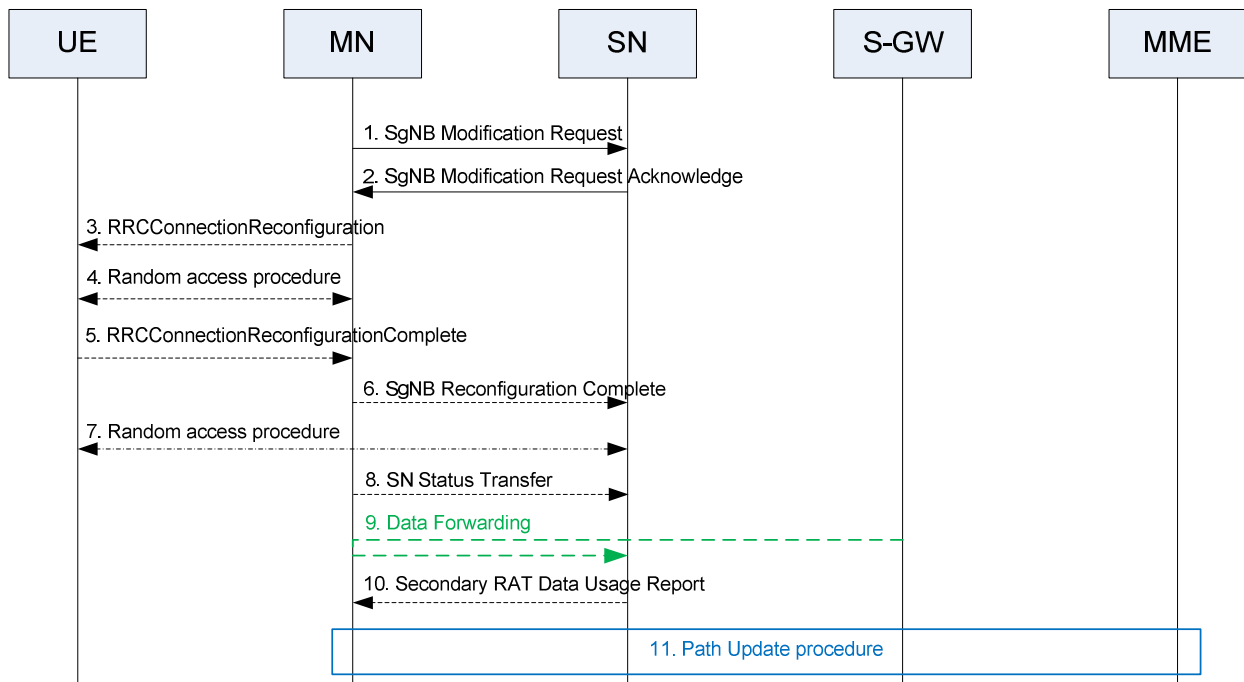 UE
MN
SN
S-GW
MME
1. SgNB Modification Request
2. SgNB Modification Request Acknowledge
3. RRCConnectionReconfiguration
4. Random access procedure
5. RRCConnectionReconfigurationComplete
6. SgNB Reconfiguration Complete
7. Random access procedure
8. SN Status Transfer
9. Data Forwarding
10. Secondary RAT Data Usage Report
11. Path Update procedure